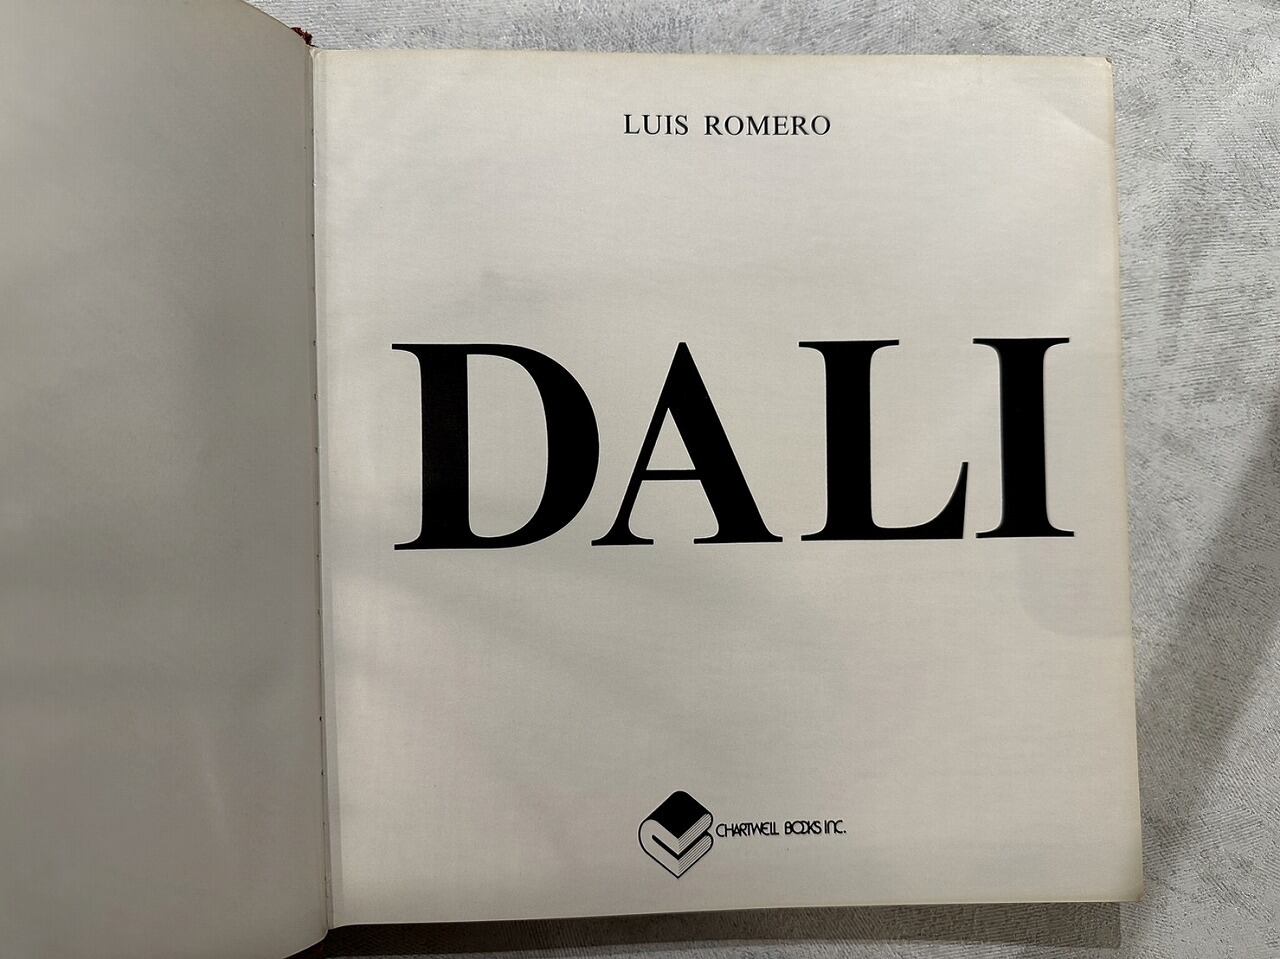 LUIS ROMERO
DALI
CHARTWELL BOOKS INC.